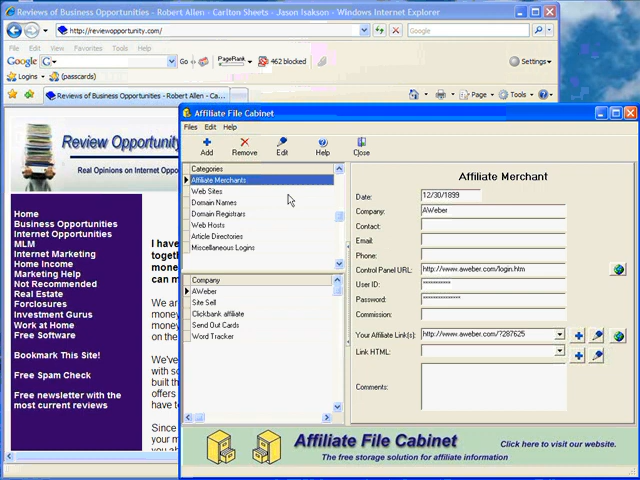 Reviews of Business Opportunities - Robert Allen - Carlton Sheets - Jason Isakson - Windows Internet Explorer
http://reviewopportunity.com/
Google
File Edit View Favorites Tools Help
Google G Go PageRank 462 blocked Settings
Logins (passcards)
Reviews of Business Opportunities - Robert Allen - Ca...
Page Tools
Review Opportunity
Real Opinions on Internet Oppo
Home
Business Opportunities
Internet Opportunities
MLM
Internet Marketing
Home Income
Marketing Help
Not Recommended
Real Estate
Forclosures
Investment Gurus
Work at Home
Free Software
Bookmark This Site!
Free Spam Check
Free newsletter with the
most current reviews
I have
togeth
money
can m
We ar
money
on the
We've
with so
built th
offers
have to
Since
your m
Affiliate File Cabinet
Files Edit Help
Add Remove Edit Help Close
Categories
Affiliate Merchants
Web Sites
Domain Names
Domain Registrars
Web Hosts
Article Directories
Miscellaneous Logins
Company
AWeber
Site Sell
Clickbank affiliate
Send Out Cards
Word Tracker
Affiliate Merchant
Date: 12/30/1899
Company: AWeber
Contact:
Email:
Phone:
Control Panel URL: http://www.aweber.com/login.htm
User ID: **********
Password: **************
Commission:
Your Affiliate Link(s): http://www.aweber.com/?287625
Link HTML:
Comments:
Affiliate File Cabinet
The free storage solution for affiliate information
Click here to visit our website.